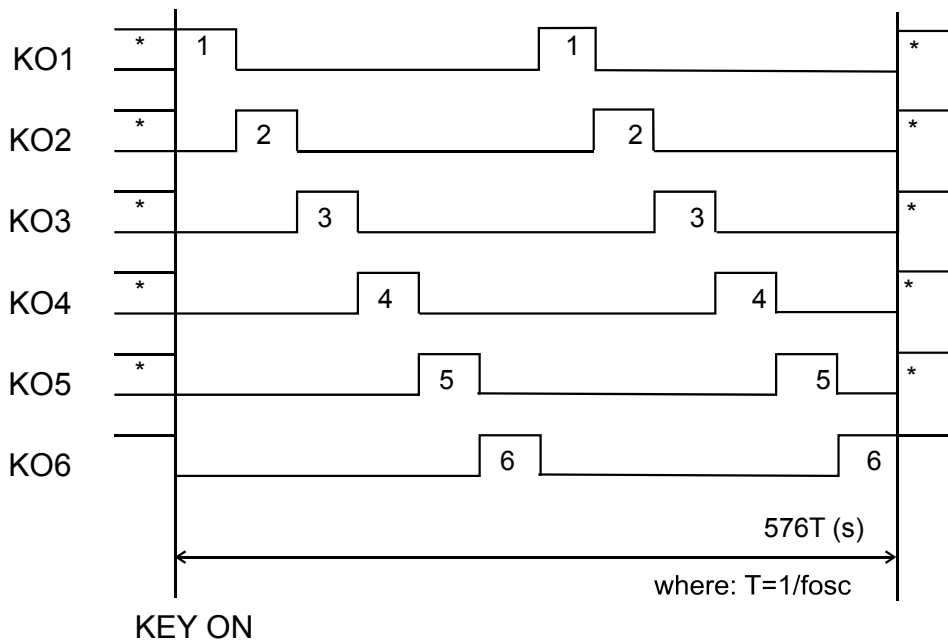 KO1 * 1 1 *
KO2 * 2 2 *
KO3 * 3 3 *
KO4 * 4 4 *
KO5 * 5 5 *
KO6 6 6
576T (s)
where: T=1/fosc
KEY ON